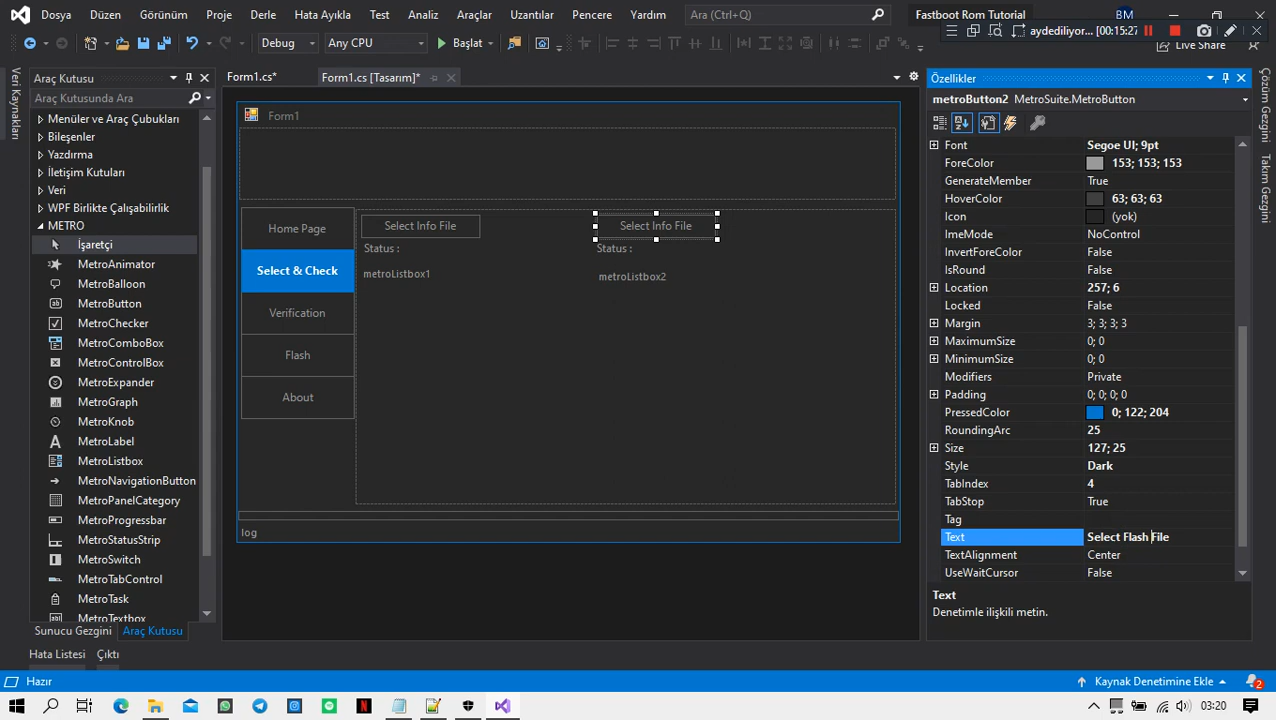 Dosya Düzen Görünüm Git Proje Derle Hata Ayıkla Test Analiz Araçlar Uzantılar Pencere Yardım Ara (Ctrl+Q) Fastboot Rom Tutorial BM
aydediliyor... [00:15:27]
Debug Any CPU Başlat Live Share
Veri Kaynakları
Araç Kutusu
Araç Kutusunda Ara
Menüler ve Araç Çubukları
Bileşenler
Yazdırma
İletişim Kutuları
Veri
WPF Birlikte Çalışabilirlik
METRO
İşaretçi
MetroAnimator
MetroBalloon
MetroButton
MetroChecker
MetroComboBox
MetroControlBox
MetroExpander
MetroGraph
MetroKnob
MetroLabel
MetroListbox
MetroNavigationButton
MetroPanelCategory
MetroProgressbar
MetroStatusStrip
MetroSwitch
MetroTabControl
MetroTask
MetroTextbox
Sunucu Gezgini Araç Kutusu
Form1.cs* Form1.cs [Tasarım]*
Form1
Home Page
Select & Check
Verification
Flash
About
Select Info File Select Info File
Status : Status :
metroListbox1 metroListbox2
log
Özellikler
metroButton2 MetroSuite.MetroButton
Font Segoe UI; 9pt
ForeColor 153; 153; 153
GenerateMember True
HoverColor 63; 63; 63
Icon (yok)
ImeMode NoControl
InvertForeColor False
IsRound False
Location 257; 6
Locked False
Margin 3; 3; 3; 3
MaximumSize 0; 0
MinimumSize 0; 0
Modifiers Private
Padding 0; 0; 0; 0
PressedColor 0; 122; 204
RoundingArc 25
Size 127; 25
Style Dark
TabIndex 4
TabStop True
Tag
Text Select Flash File
TextAlignment Center
UseWaitCursor False
Text
Denetimle ilişkili metin.
Çözüm Gezgini
Takım Gezgini
Hata Listesi Çıktı
Hazır Kaynak Denetimine Ekle 2
03:20